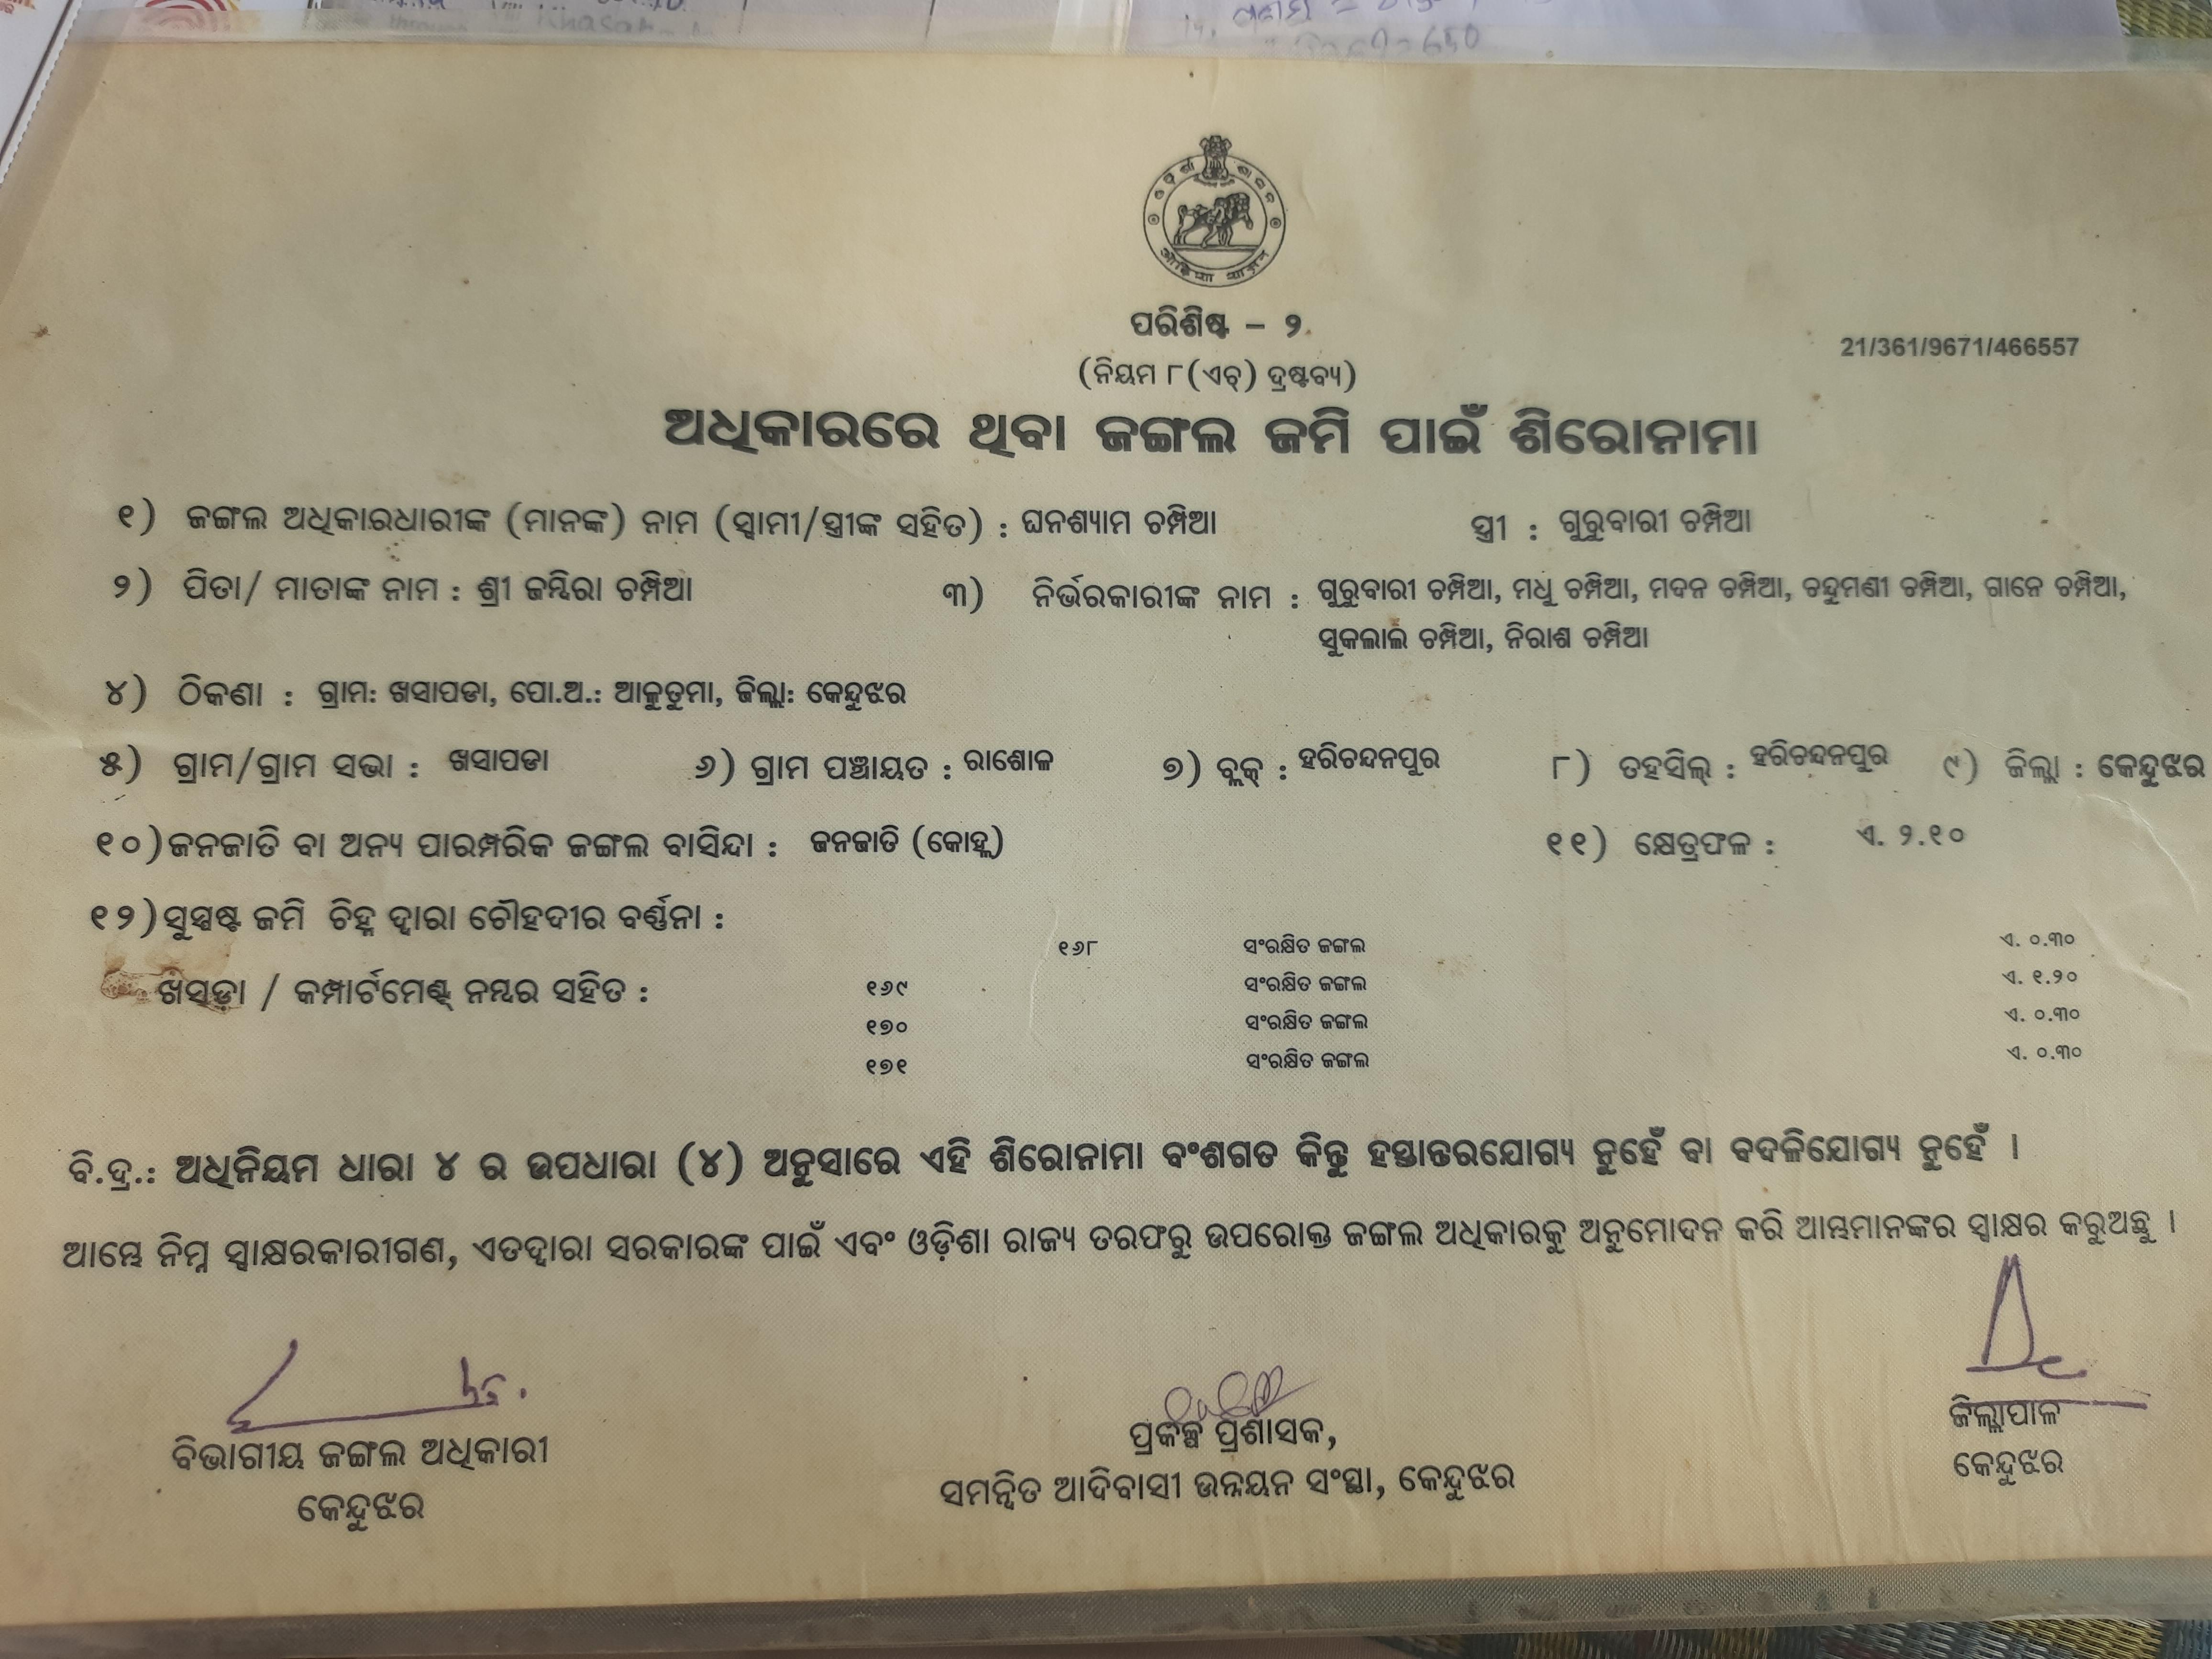 Khasa
ଓଡ଼ିଶା ଶାସନ
ପରିଶିଷ୍ଟ – ୨
21/361/9671/466557
(ନିୟମ ୮(ଏଚ୍) ଦ୍ରଷ୍ଟବ୍ୟ)
ଅଧିକାରରେ ଥିବା ଜଙ୍ଗଲ ଜମି ପାଇଁ ଶିରୋନାମା
୧) ଜଙ୍ଗଲ ଅଧିକାରଧାରୀଙ୍କ (ମାନଙ୍କ) ନାମ (ସ୍ୱାମୀ/ସ୍ତ୍ରୀଙ୍କ ସହିତ) : ଘନଶ୍ୟାମ ଚମ୍ପିଆ ସ୍ତ୍ରୀ : ଗୁରୁବାରୀ ଚମ୍ପିଆ
୨) ପିତା/ ମାତାଙ୍କ ନାମ : ଶ୍ରୀ ଜମ୍ଭିରା ଚମ୍ପିଆ ୩) ନିର୍ଭରକାରୀଙ୍କ ନାମ : ଗୁରୁବାରୀ ଚମ୍ପିଆ, ମଧୁ ଚମ୍ପିଆ, ମଦନ ଚମ୍ପିଆ, ଚନ୍ଦ୍ରୁମଣୀ ଚମ୍ପିଆ, ଗାନେ ଚମ୍ପିଆ,
ସୁକଲାଲ ଚମ୍ପିଆ, ନିରାଶ ଚମ୍ପିଆ
୪) ଠିକଣା : ଗ୍ରାମ: ଖସାପଡା, ପୋ.ଅ.: ଆଳୁତୁମା, ଜିଲ୍ଲା: କେନ୍ଦୁଝର
୫) ଗ୍ରାମ/ଗ୍ରାମ ସଭା : ଖସାପଡା ୬) ଗ୍ରାମ ପଞ୍ଚାୟତ : ରାଶୋଳ ୭) ବ୍ଲକ୍ : ହରିଚନ୍ଦନପୁର ୮) ତହସିଲ୍ : ହରିଚନ୍ଦନପୁର ୯) ଜିଲ୍ଲା : କେନ୍ଦୁଝର
୧୦) ଜନଜାତି ବା ଅନ୍ୟ ପାରମ୍ପରିକ ଜଙ୍ଗଲ ବାସିନ୍ଦା : ଜନଜାତି (କୋହ୍ଲ) ୧୧) କ୍ଷେତ୍ରଫଳ : ଏ. ୨.୧୦
୧୨) ସୁସ୍ପଷ୍ଟ ଜମି ଚିହ୍ନ ଦ୍ୱାରା ଚୌହଦୀର ବର୍ଣ୍ଣନା :
୧୬୮ ସଂରକ୍ଷିତ ଜଙ୍ଗଲ ଏ. ୦.୩୦
ଖସଡ଼ା / କମ୍ପାର୍ଟମେଣ୍ଟ୍ ନମ୍ବର ସହିତ : ୧୬୯ ସଂରକ୍ଷିତ ଜଙ୍ଗଲ ଏ. ୧.୨୦
୧୭୦ ସଂରକ୍ଷିତ ଜଙ୍ଗଲ ଏ. ୦.୩୦
୧୭୧ ସଂରକ୍ଷିତ ଜଙ୍ଗଲ ଏ. ୦.୩୦
ବି.ଦ୍ର.: ଅଧିନିୟମ ଧାରା ୪ ର ଉପଧାରା (୪) ଅନୁସାରେ ଏହି ଶିରୋନାମା ବଂଶଗତ କିନ୍ତୁ ହସ୍ତାନ୍ତରଯୋଗ୍ୟ ନୁହେଁ ବା ବଦଳିଯୋଗ୍ୟ ନୁହେଁ ।
ଆମ୍ଭେ ନିମ୍ନ ସ୍ୱାକ୍ଷରକାରୀଗଣ, ଏତଦ୍ୱାରା ସରକାରଙ୍କ ପାଇଁ ଏବଂ ଓଡ଼ିଶା ରାଜ୍ୟ ତରଫରୁ ଉପରୋକ୍ତ ଜଙ୍ଗଲ ଅଧିକାରକୁ ଅନୁମୋଦନ କରି ଆମ୍ଭମାନଙ୍କର ସ୍ୱାକ୍ଷର କରୁଅଛୁ ।
ବିଭାଗୀୟ ଜଙ୍ଗଲ ଅଧିକାରୀ
କେନ୍ଦୁଝର
ପ୍ରକଳ୍ପ ପ୍ରଶାସକ,
ସମନ୍ୱିତ ଆଦିବାସୀ ଉନ୍ନୟନ ସଂସ୍ଥା, କେନ୍ଦୁଝର
ଜିଲ୍ଲାପାଳ
କେନ୍ଦୁଝର